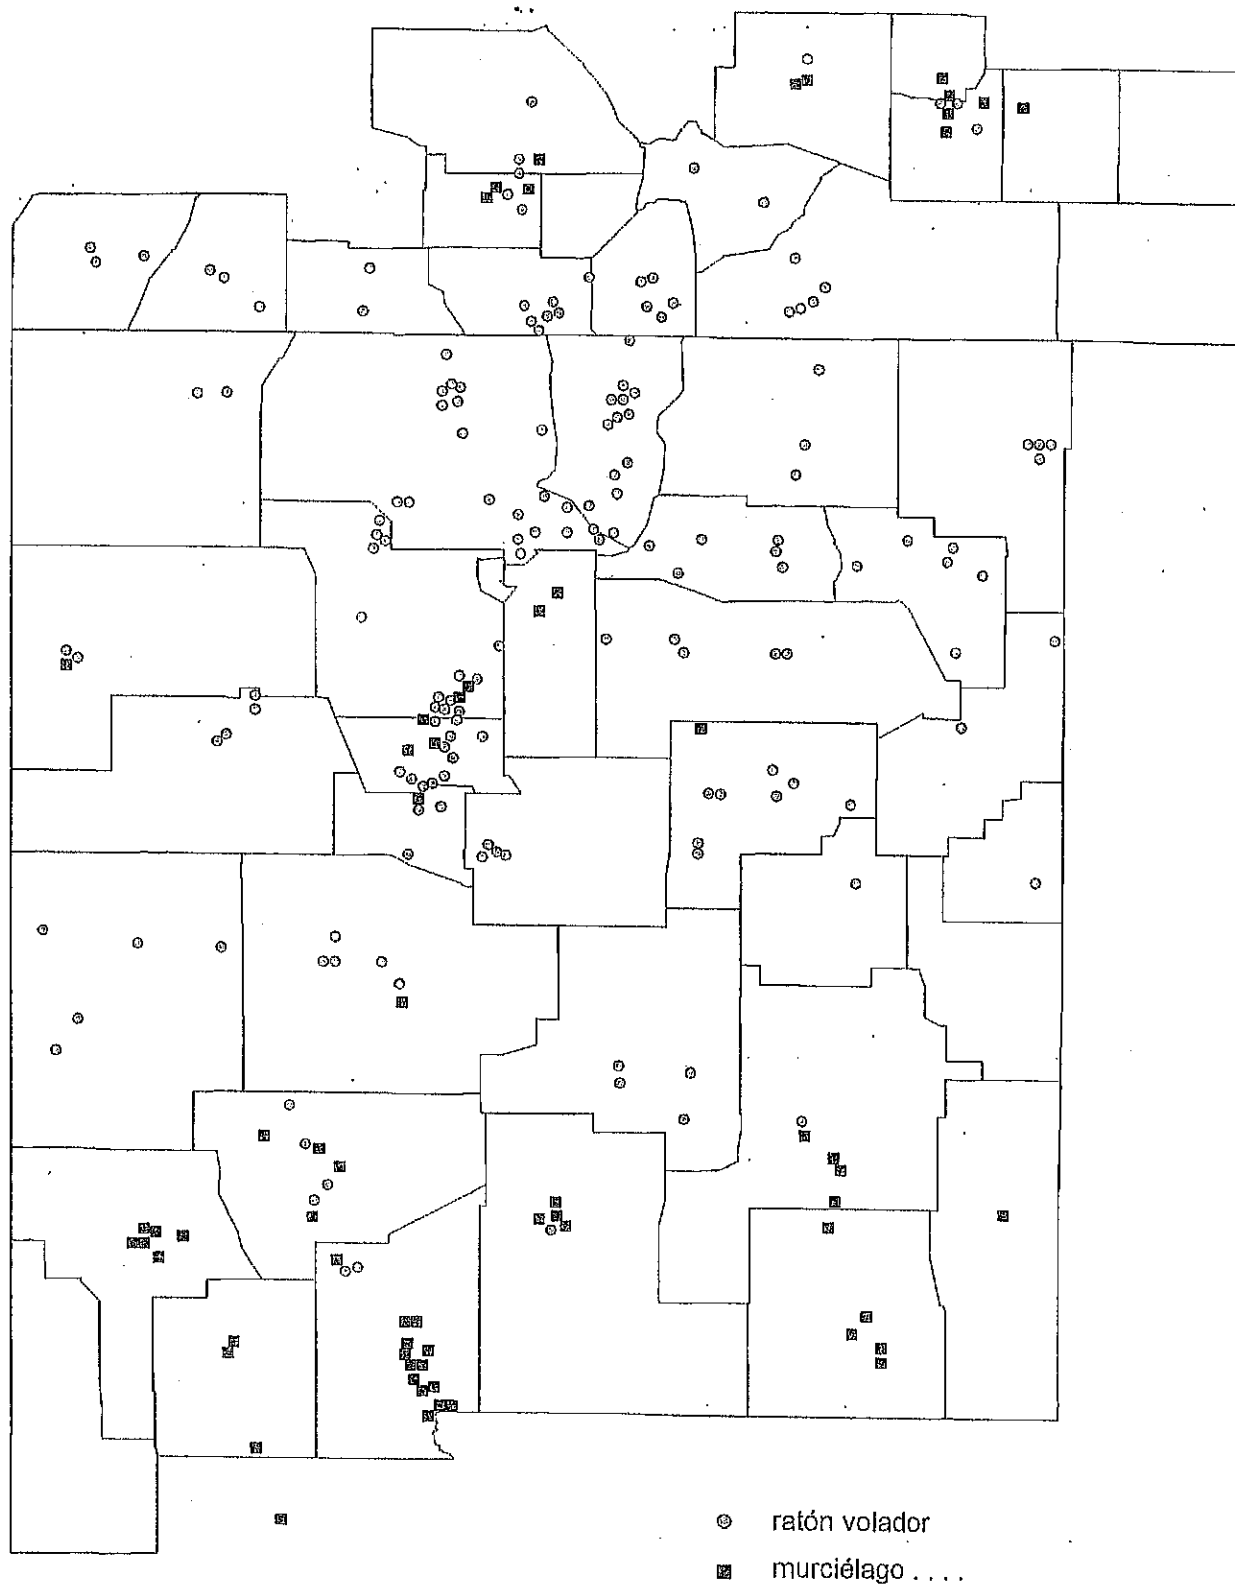 ratón volador
murciélago . . . .